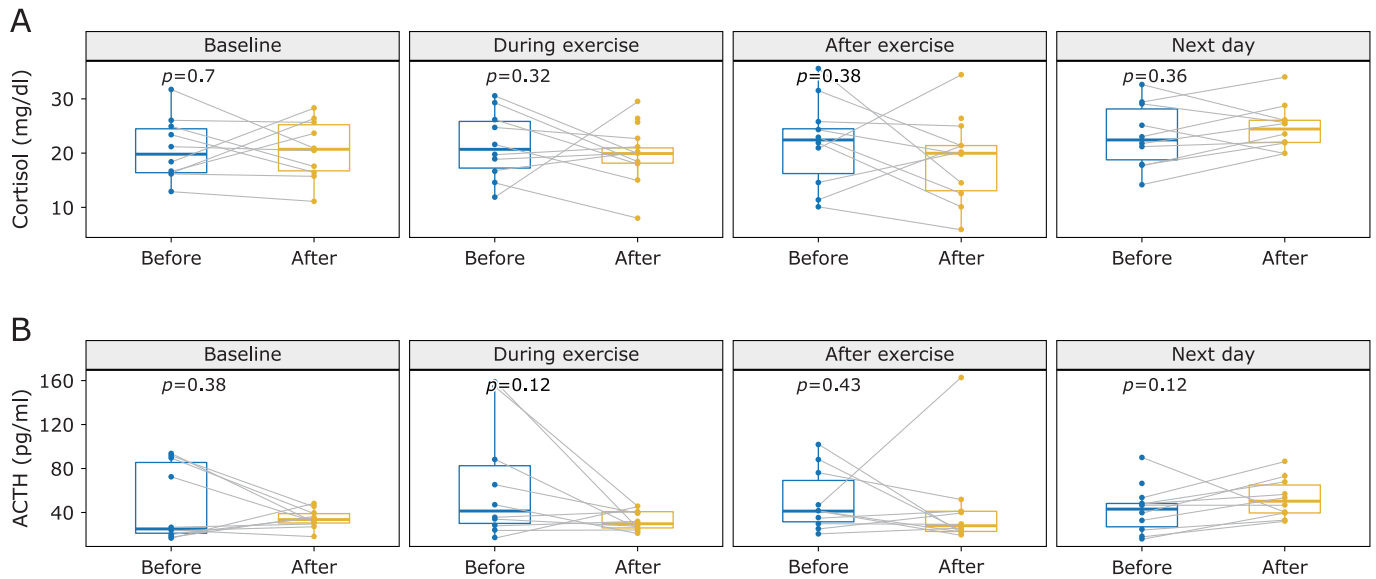 A
Baseline During exercise After exercise Next day
p=0.7 p=0.32 p=0.38 p=0.36
Cortisol (mg/dl)
30
20
10
Before After Before After Before After Before After
B
Baseline During exercise After exercise Next day
p=0.38 p=0.12 p=0.43 p=0.12
ACTH (pg/ml)
160
120
80
40
Before After Before After Before After Before After